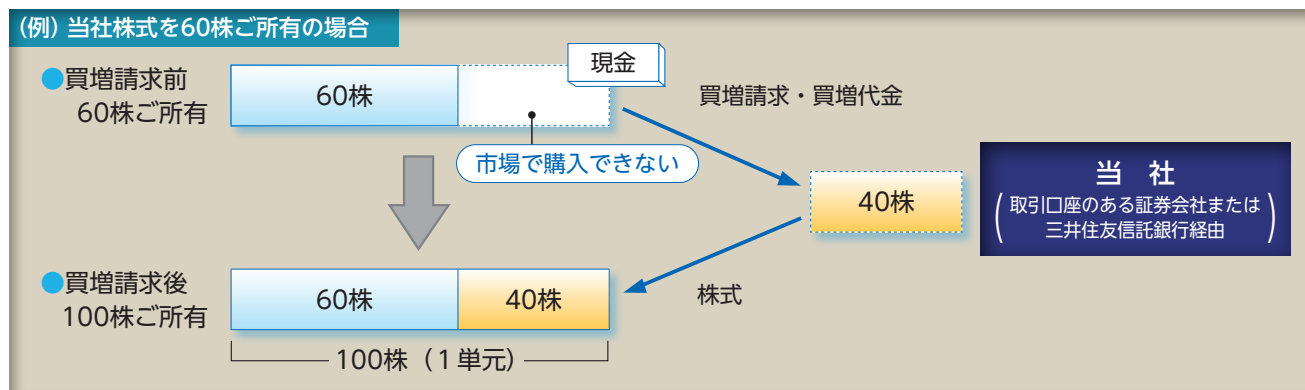 (例) 当社株式を60株ご所有の場合
●買増請求前
60株ご所有
60株
現金
市場で購入できない
買増請求・買増代金
40株
当 社
(取引口座のある証券会社または
三井住友信託銀行経由)
●買増請求後
100株ご所有
60株
40株
株式
100株（1単元）